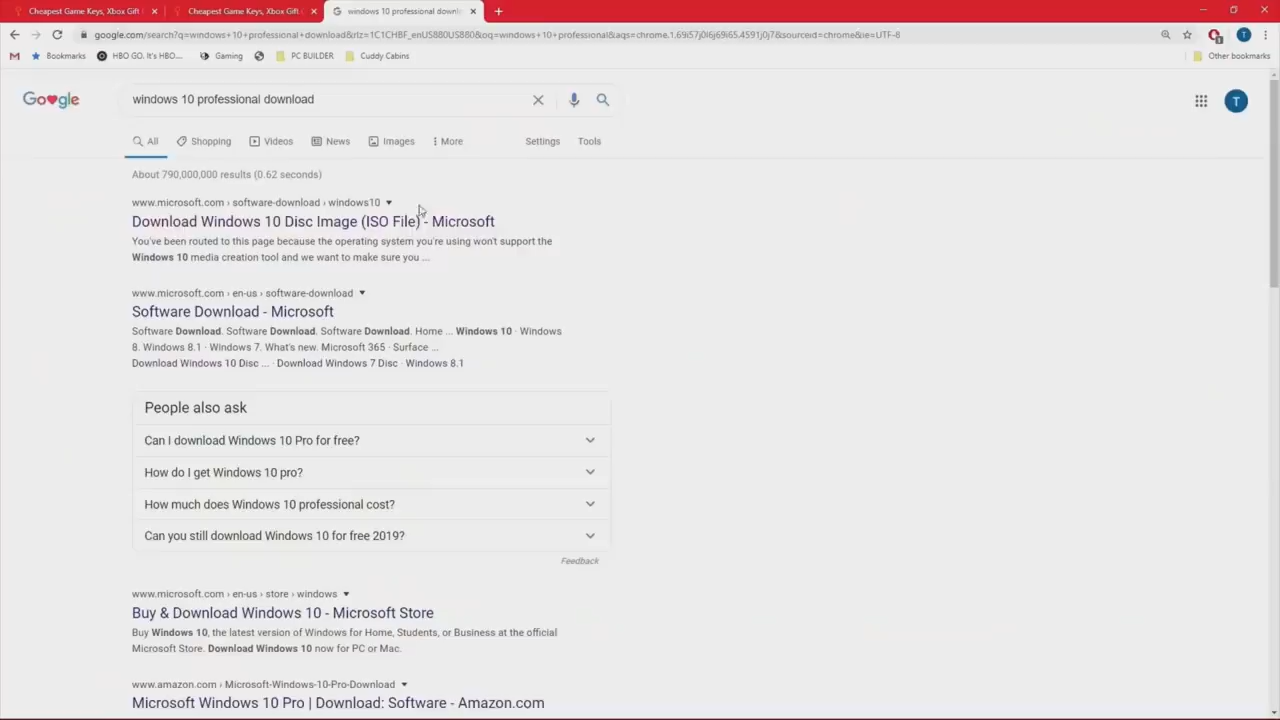 Cheapest Game Keys, Xbox Gift
Cheapest Game Keys, Xbox Gift
windows 10 professional downl
google.com/search?q=windows+10+professional+download&rlz=1C1CHBF_enUS880US880&oq=windows+10+professional&aqs=chrome.1.69i57j0i6j69i65.4591j0j7&sourceid=chrome&ie=UTF-8
Bookmarks
HBO GO. It's HBO...
Gaming
PC BUILDER
Cuddy Cabins
Other bookmarks
windows 10 professional download
T
All
Shopping
Videos
News
Images
More
Settings
Tools
About 790,000,000 results (0.62 seconds)
www.microsoft.com › software-download › windows10
Download Windows 10 Disc Image (ISO File) - Microsoft
You've been routed to this page because the operating system you're using won't support the
Windows 10 media creation tool and we want to make sure you ...
www.microsoft.com › en-us › software-download
Software Download - Microsoft
Software Download. Software Download. Software Download. Home ... Windows 10 · Windows
8. Windows 8.1 · Windows 7. What's new. Microsoft 365 · Surface ...
Download Windows 10 Disc ... · Download Windows 7 Disc · Windows 8.1
People also ask
Can I download Windows 10 Pro for free?
How do I get Windows 10 pro?
How much does Windows 10 professional cost?
Can you still download Windows 10 for free 2019?
Feedback
www.microsoft.com › en-us › store › windows
Buy & Download Windows 10 - Microsoft Store
Buy Windows 10, the latest version of Windows for Home, Students, or Business at the official
Microsoft Store. Download Windows 10 now for PC or Mac.
www.amazon.com › Microsoft-Windows-10-Pro-Download
Microsoft Windows 10 Pro | Download: Software - Amazon.com